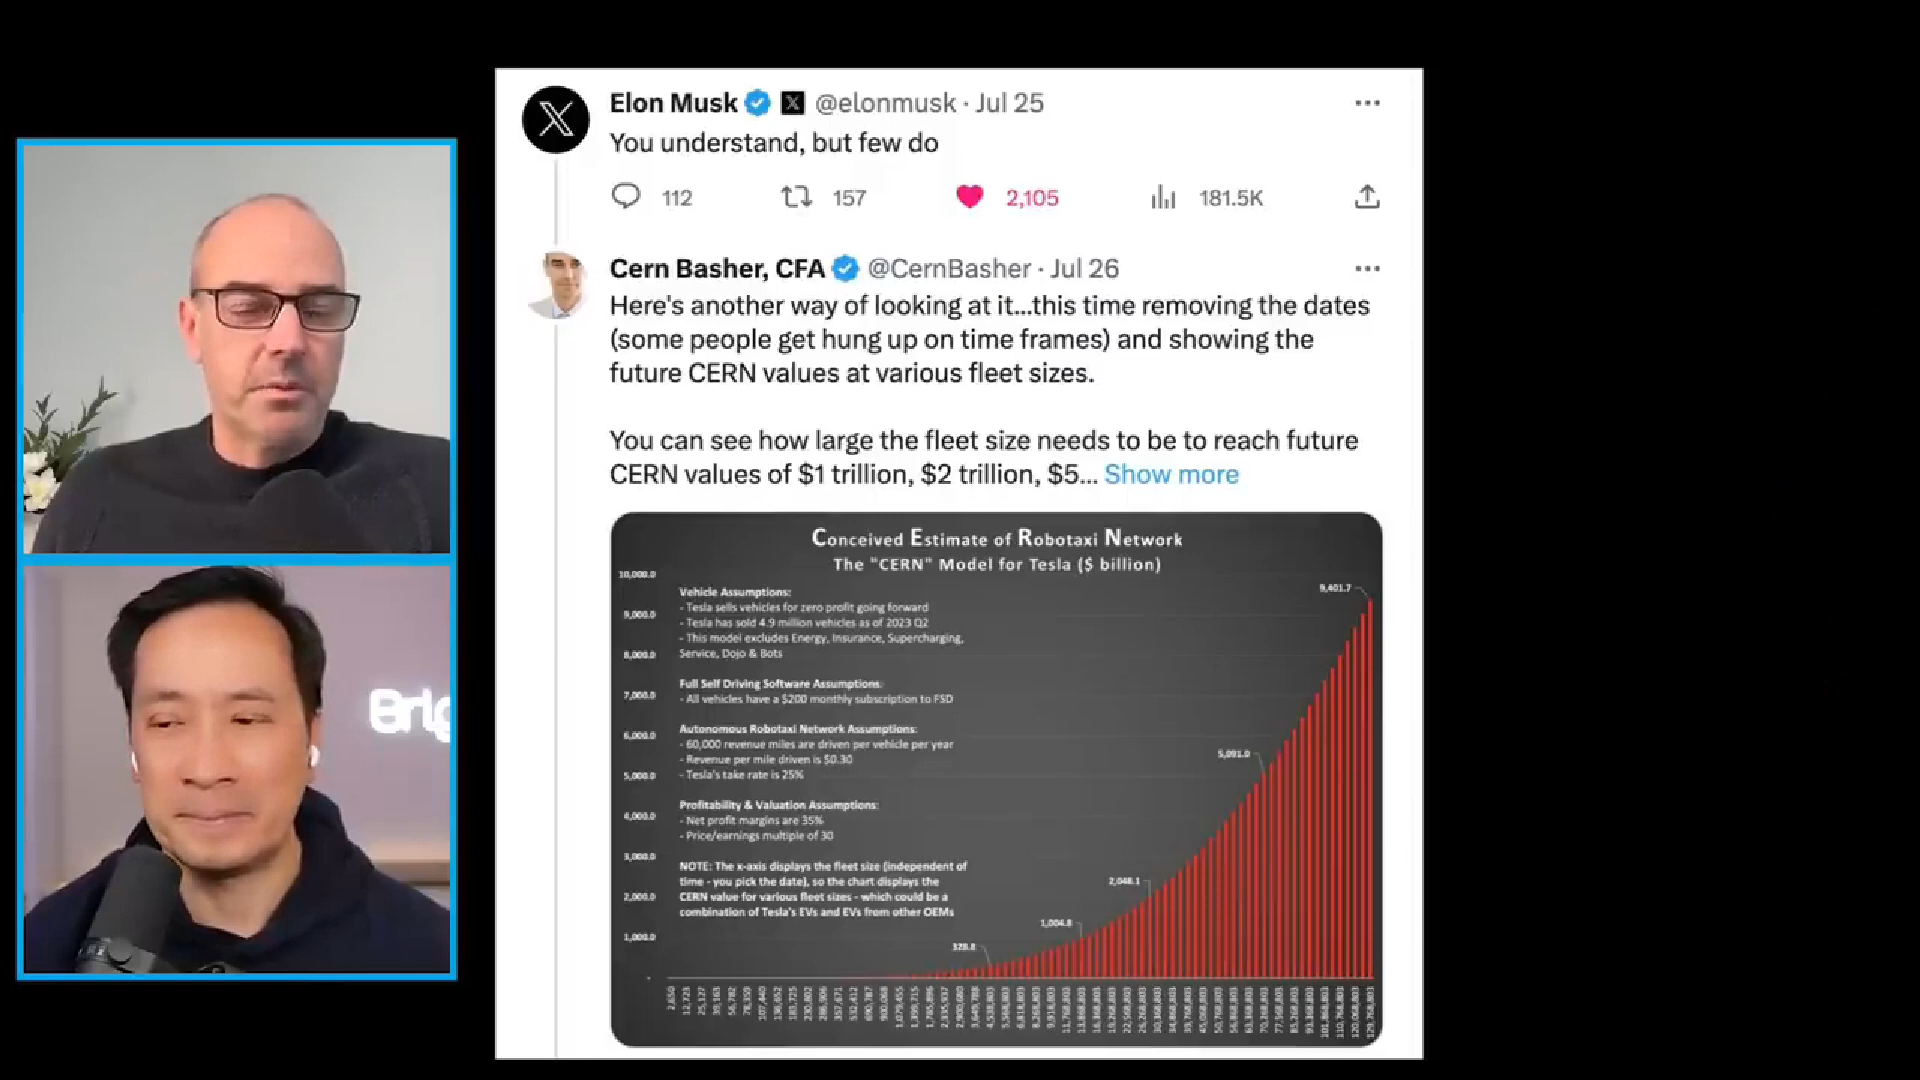 Elon Musk @elonmusk · Jul 25
You understand, but few do
112 157 2,105 181.5K
Cern Basher, CFA @CernBasher · Jul 26
Here's another way of looking at it...this time removing the dates
(some people get hung up on time frames) and showing the
future CERN values at various fleet sizes.
You can see how large the fleet size needs to be to reach future
CERN values of $1 trillion, $2 trillion, $5... Show more
Conceived Estimate of Robotaxi Network
The "CERN" Model for Tesla ($ billion)
10,000.0
9,000.0
8,000.0
7,000.0
6,000.0
5,000.0
4,000.0
3,000.0
2,000.0
1,000.0
-
Vehicle Assumptions:
- Tesla sells vehicles for zero profit going forward
- Tesla has sold 4.9 million vehicles as of 2023 Q2
- This model excludes Energy, Insurance, Supercharging,
Service, Dojo & Bots
Full Self Driving Software Assumptions:
- All vehicles have a $200 monthly subscription to FSD
Autonomous Robotaxi Network Assumptions:
- 60,000 revenue miles are driven per vehicle per year
- Revenue per mile driven is $0.30
- Tesla's take rate is 25%
Profitability & Valuation Assumptions:
- Net profit margins are 35%
- Price/earnings multiple of 30
NOTE: The x-axis displays the fleet size (independent of
time - you pick the date), so the chart displays the
CERN value for various fleet sizes - which could be a
combination of Tesla's EVs and EVs from other OEMs
328.8
1,004.8
2,048.1
5,091.0
9,401.7
Brig